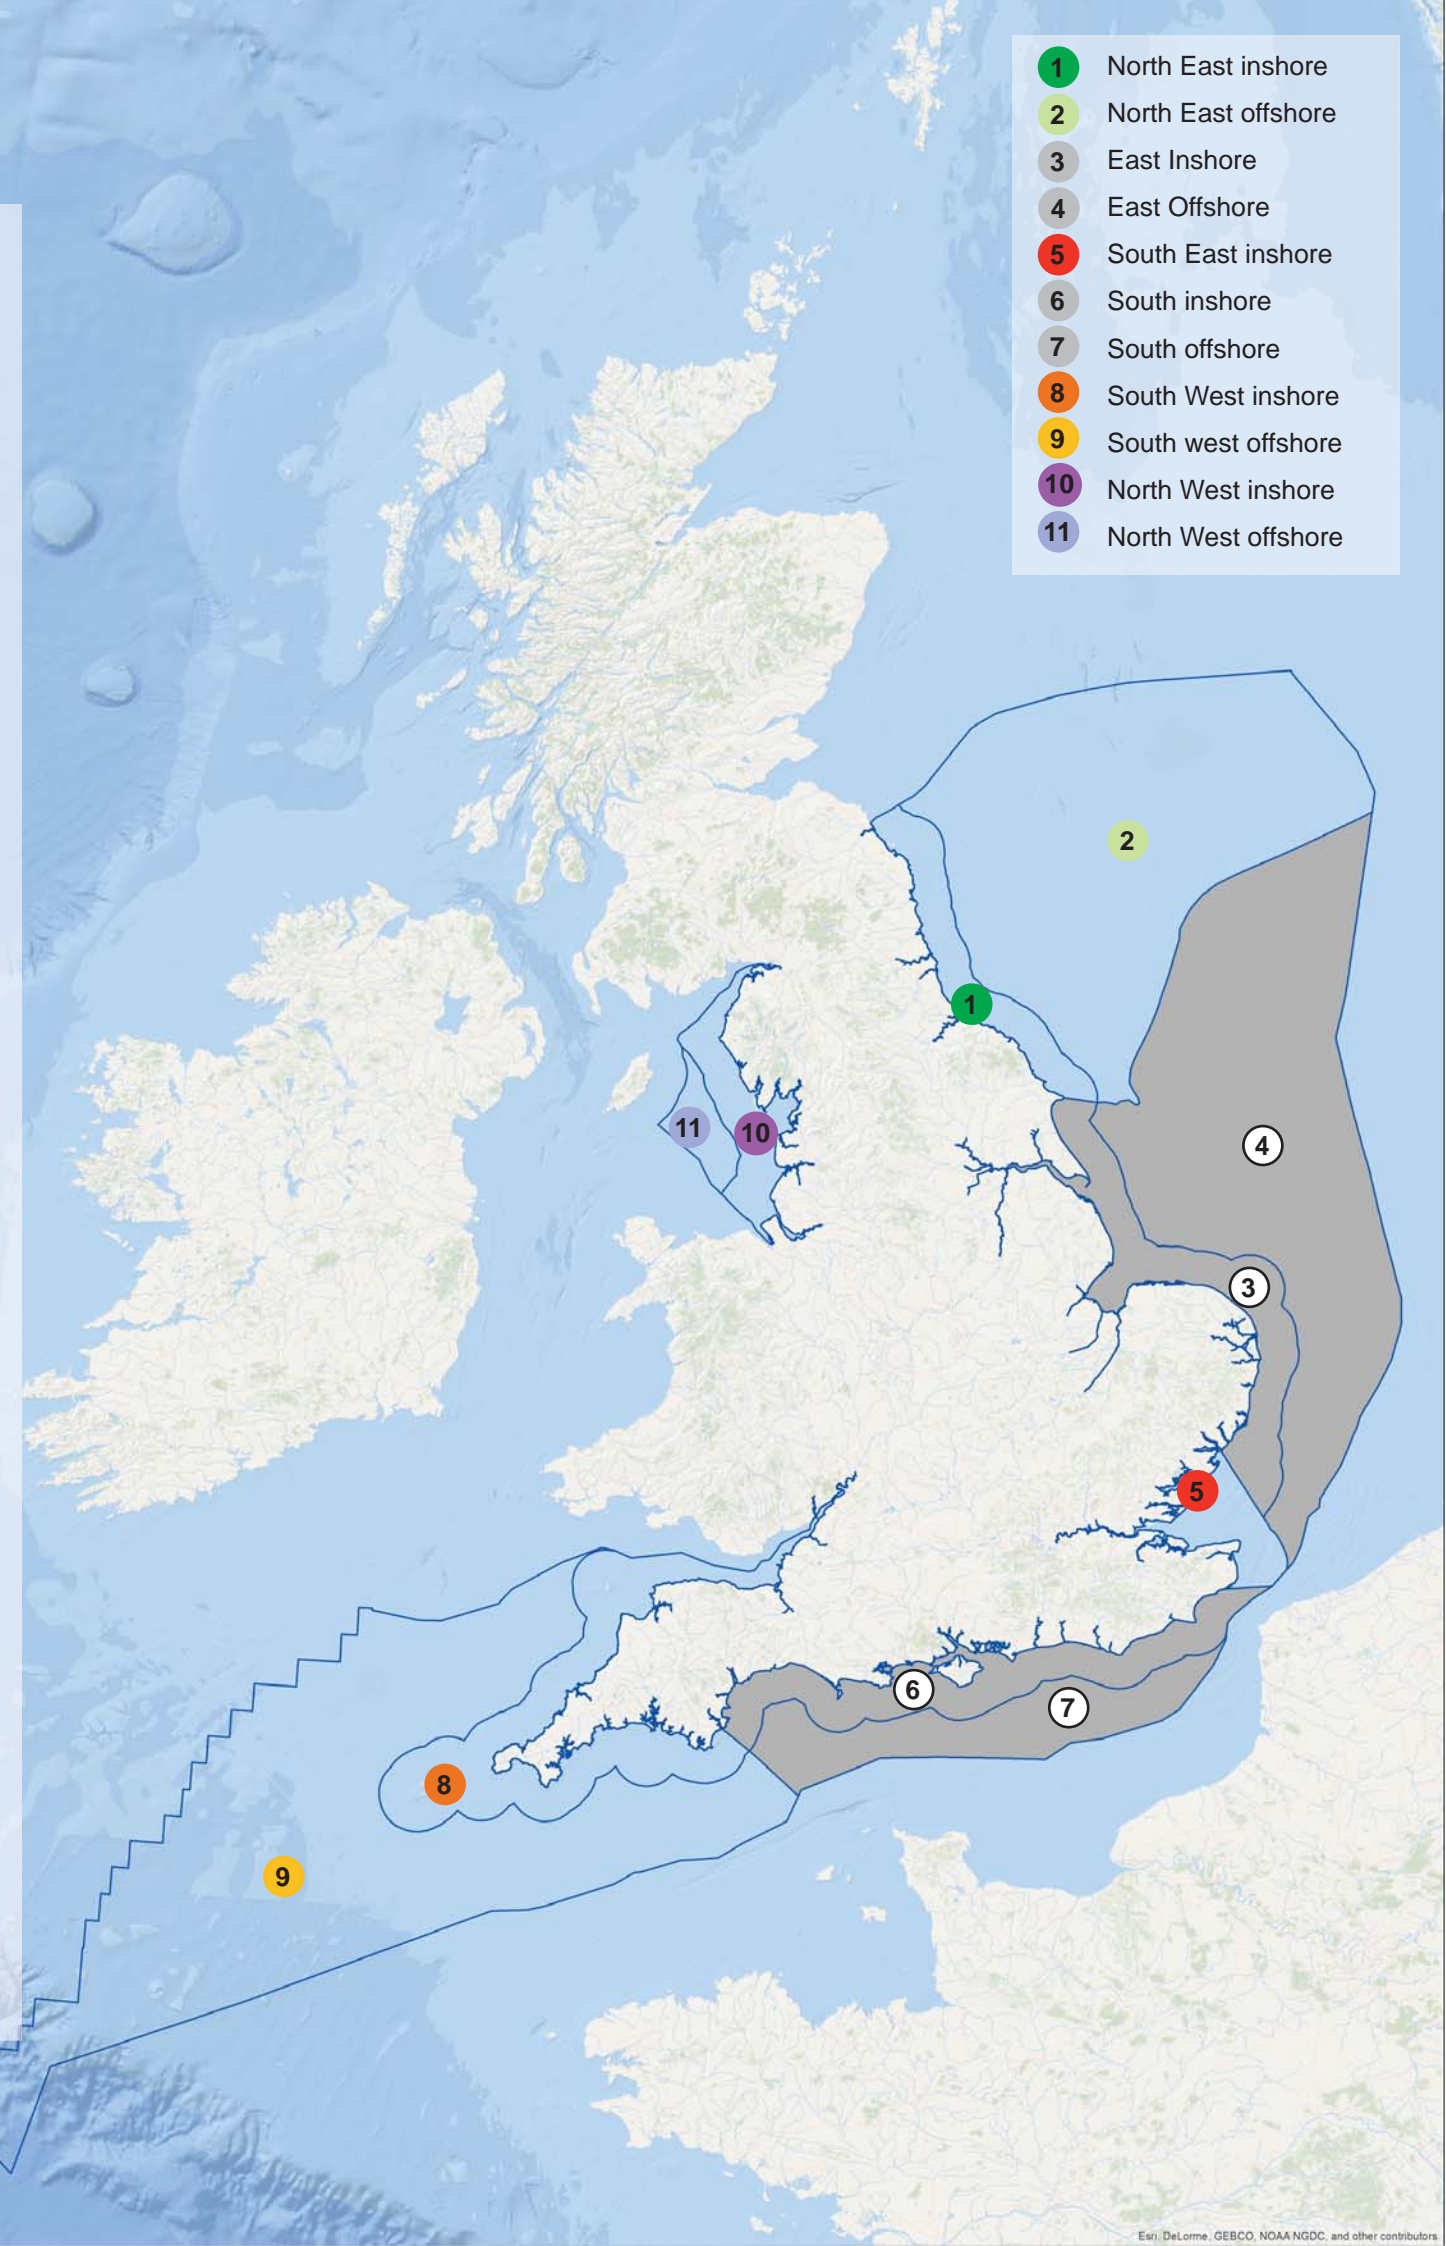 1 North East inshore
2 North East offshore
3 East Inshore
4 East Offshore
5 South East inshore
6 South inshore
7 South offshore
8 South West inshore
9 South west offshore
10 North West inshore
11 North West offshore
2
1
11
10
4
3
5
6
7
8
9
Esri, DeLorme, GEBCO, NOAA NGDC, and other contributors